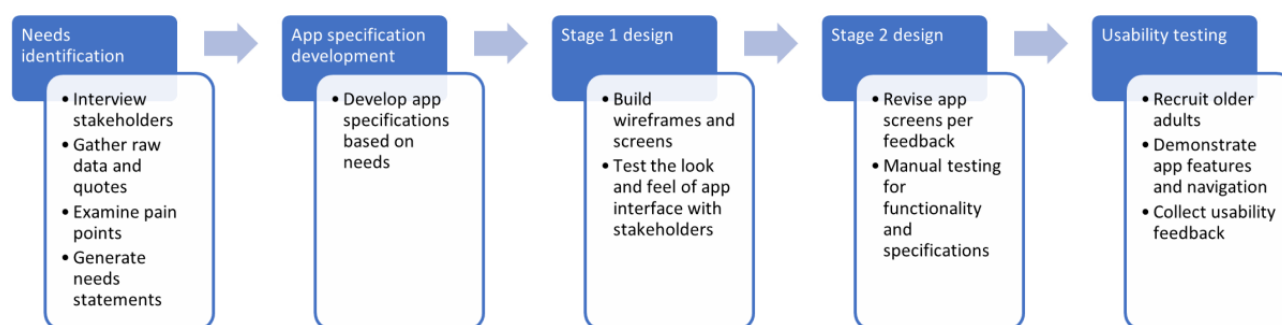 Needs
identification
• Interview
stakeholders
• Gather raw
data and
quotes
• Examine pain
points
• Generate
needs
statements
App specification
development
• Develop app
specifications
based on
needs
Stage 1 design
• Build
wireframes and
screens
• Test the look
and feel of app
interface with
stakeholders
Stage 2 design
• Revise app
screens per
feedback
• Manual testing
for
functionality
and
specifications
Usability testing
• Recruit older
adults
• Demonstrate
app features
and navigation
• Collect usability
feedback